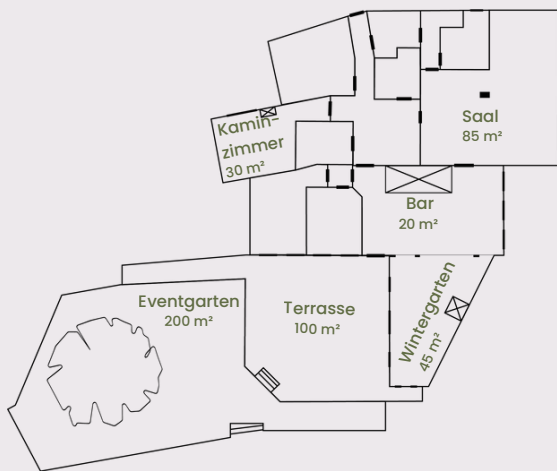 Kamin-
zimmer
30 m²
Saal
85 m²
Bar
20 m²
Eventgarten
200 m²
Terrasse
100 m²
Wintergarten
45 m²